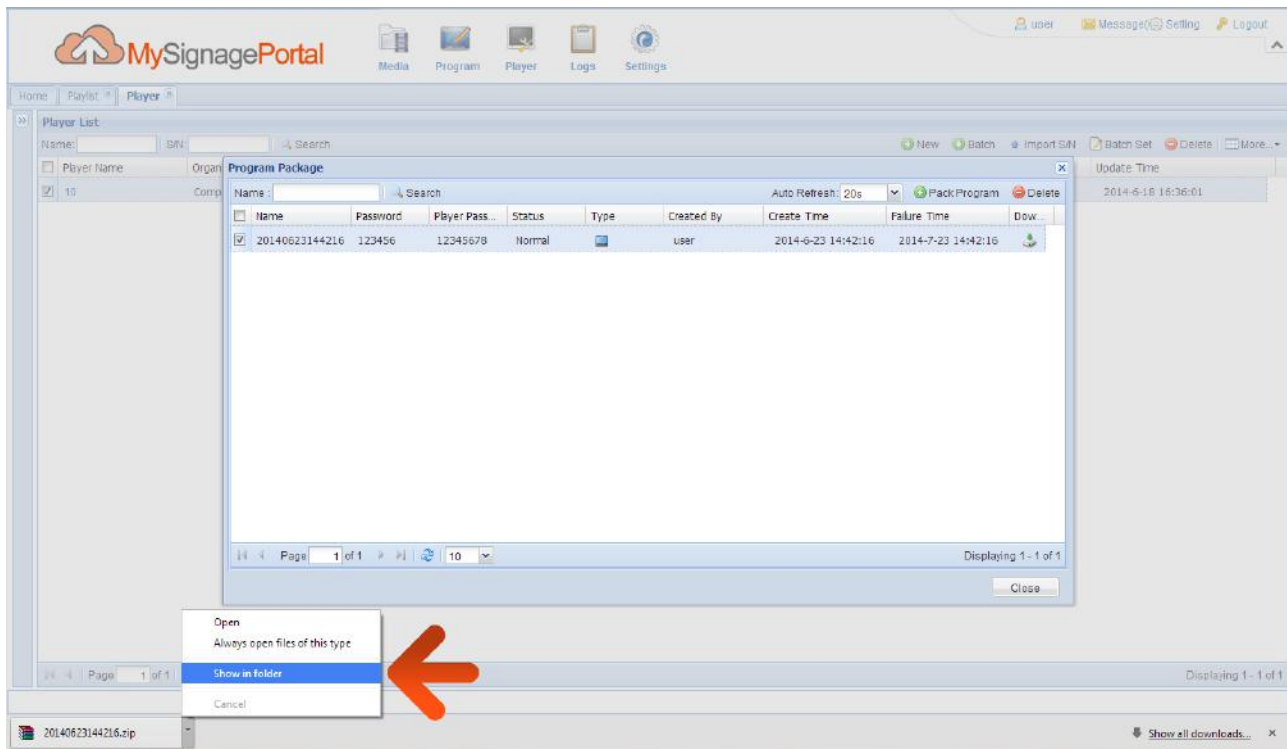 user Message(0) Setting Logout
MySignagePortal
Media Program Player Logs Settings
Home Playlist Player
Player List
Name: S/N: Search New Batch Import S/N Batch Set Delete More...
Player Name Organ Update Time
10 Comp 2014-6-18 16:36:01
Program Package
Name : Search Auto Refresh: 20s Pack Program Delete
Name Password Player Pass... Status Type Created By Create Time Failure Time Dow...
20140623144216 123456 12345678 Normal user 2014-6-23 14:42:16 2014-7-23 14:42:16
Page 1 of 1 10 Displaying 1 - 1 of 1
Close
Open
Always open files of this type
Show in folder
Cancel
Page 1 of 1 Displaying 1 - 1 of 1
20140623144216.zip Show all downloads...